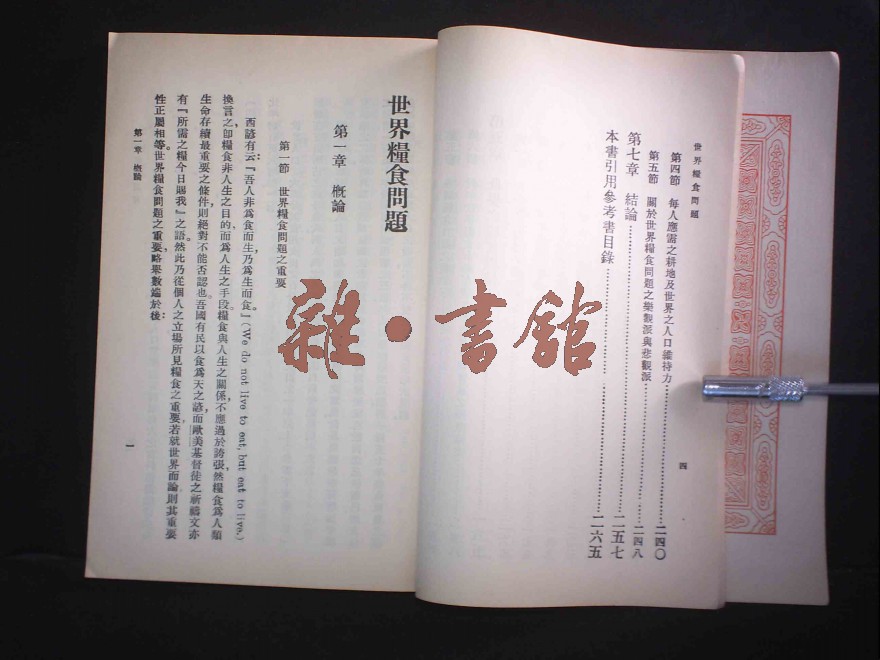 世界糧食問題
第四節　每人應需之耕地及世界之人口維持力……二四〇
第五節　關於世界糧食問題之樂觀派與悲觀派……二四八
第七章　結論……二五七
本書引用參考書目錄……二六五
四
世界糧食問題
第一章　概論
第一節　世界糧食問題之重要
西諺有云：『吾人非爲食而生乃爲生而食。』(We do not live to eat, but eat to live.)
換言之，卽糧食非人生之目的，而爲人生之手段。糧食與人生之關係，不應過於誇張，然糧食爲人類
生命存續最重要之條件，則絕對不能否認也。吾國有民以食爲天之諺，而歐美基督徒之祈禱文亦
有『所需之糧今日賜我』之語。然此乃從個人之立場所見糧食之重要，若就世界而論，則其重要
性正屬相等。世界糧食問題之重要，略舉數端於後：
第一章　概論
一
雜・書館